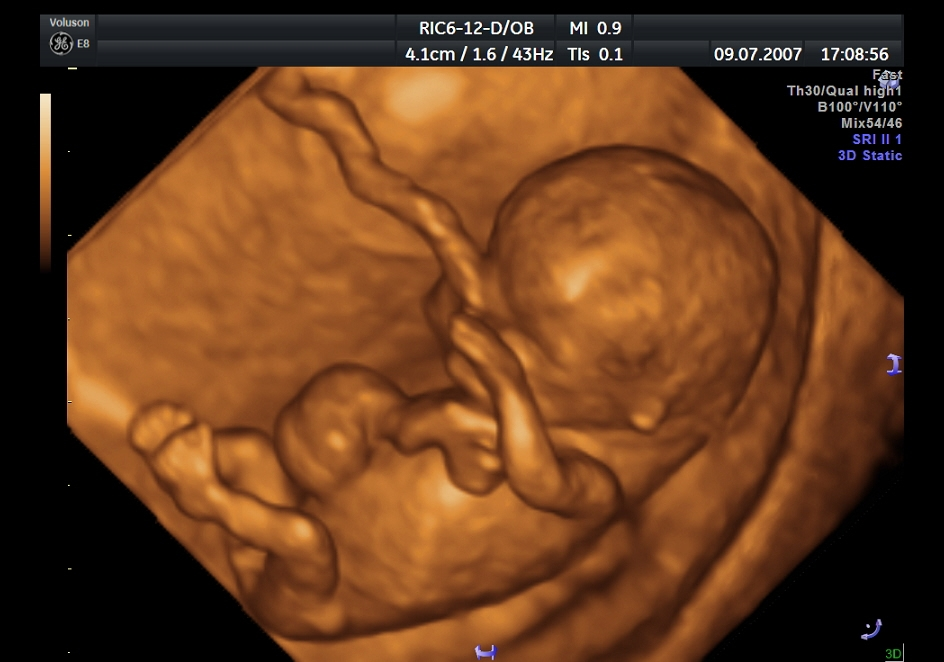 Voluson
GE E8
RIC6-12-D/OB MI 0.9
4.1cm / 1.6 / 43Hz TIs 0.1 09.07.2007 17:08:56
Fast
Th30/Qual high1
B100°/V110°
Mix54/46
SRI II 1
3D Static
3D